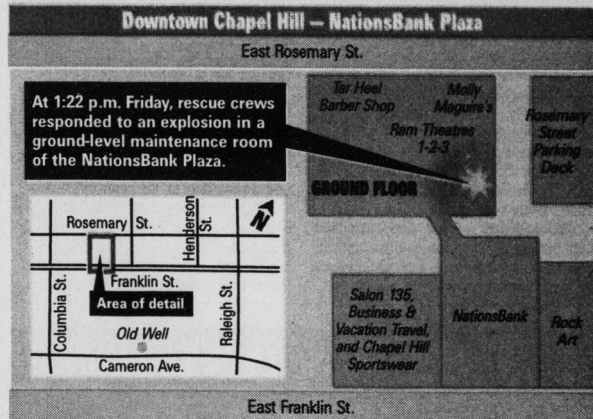 Downtown Chapel Hill — NationsBank Plaza
East Rosemary St.
At 1:22 p.m. Friday, rescue crews
responded to an explosion in a
ground-level maintenance room
of the NationsBank Plaza.
Tar Heel
Barber Shop
Molly
Maguire's
Ram Theatres
1-2-3
GROUND FLOOR
Rosemary
Street
Parking
Deck
Rosemary St.
Henderson
St.
N
Columbia St.
Franklin St.
Area of detail
Raleigh St.
Old Well
Cameron Ave.
Salon 135,
Business &
Vacation Travel,
and Chapel Hill
Sportswear
NationsBank
Rock
Art
East Franklin St.